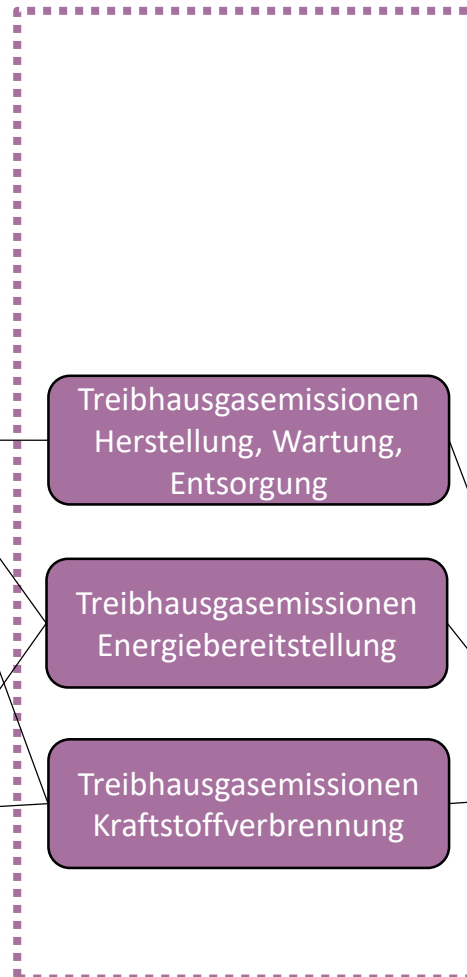 Treibhausgasemissionen
Herstellung, Wartung,
Entsorgung
Treibhausgasemissionen
Energiebereitstellung
Treibhausgasemissionen
Kraftstoffverbrennung